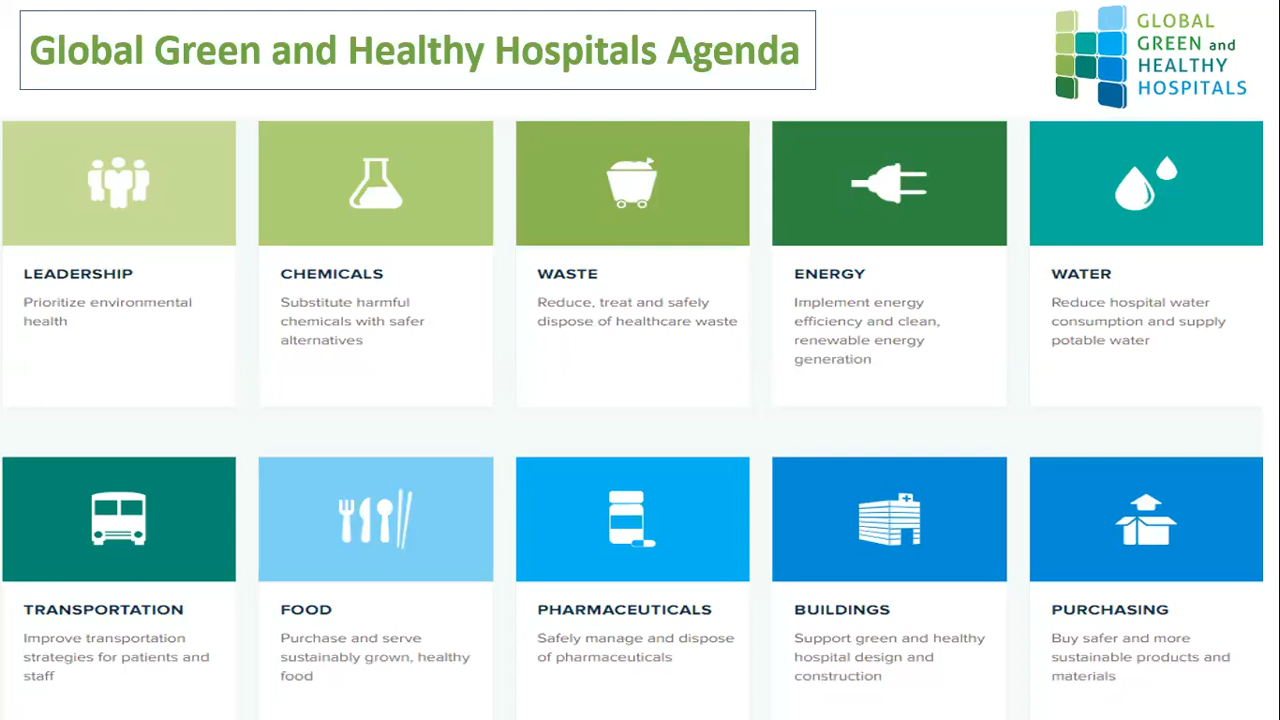 Global Green and Healthy Hospitals Agenda
GLOBAL
GREEN and
HEALTHY
HOSPITALS
LEADERSHIP
Prioritize environmental
health
CHEMICALS
Substitute harmful
chemicals with safer
alternatives
WASTE
Reduce, treat and safely
dispose of healthcare waste
ENERGY
Implement energy
efficiency and clean,
renewable energy
generation
WATER
Reduce hospital water
consumption and supply
potable water
TRANSPORTATION
Improve transportation
strategies for patients and
staff
FOOD
Purchase and serve
sustainably grown, healthy
food
PHARMACEUTICALS
Safely manage and dispose
of pharmaceuticals
BUILDINGS
Support green and healthy
hospital design and
construction
PURCHASING
Buy safer and more
sustainable products and
materials